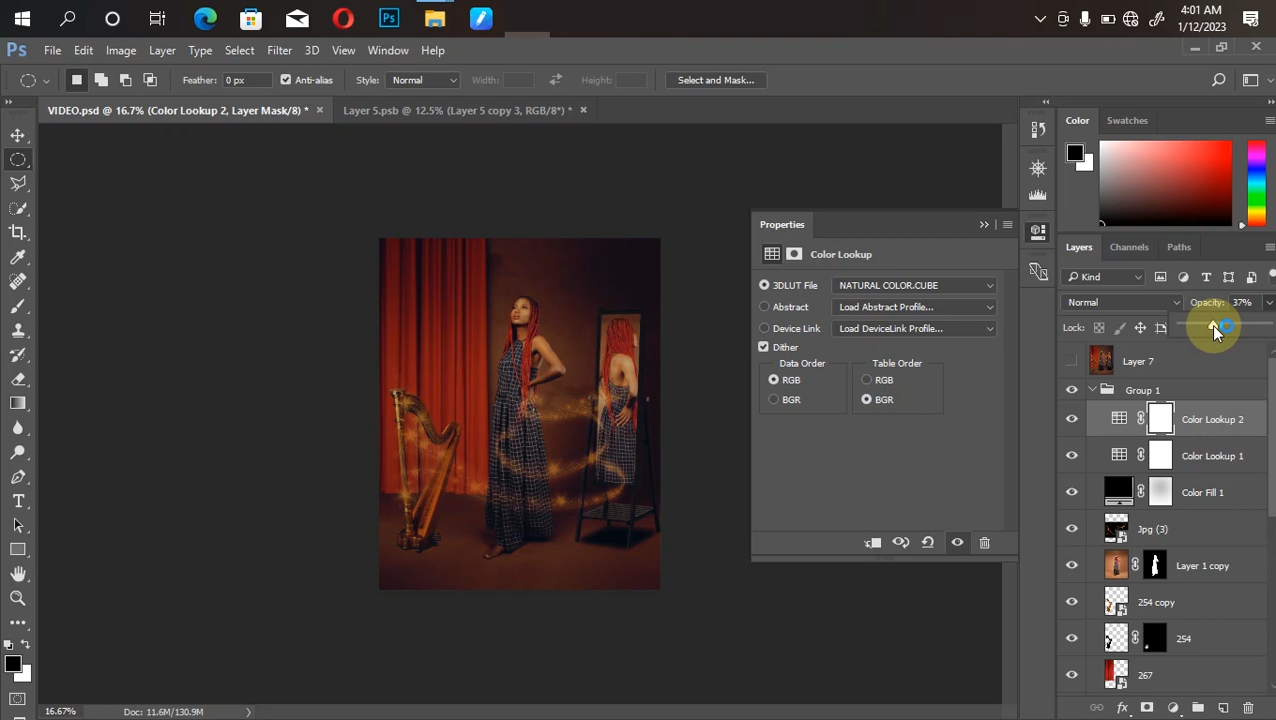 4:01 AM
1/12/2023
Ps
Ps
File
Edit
Image
Layer
Type
Select
Filter
3D
View
Window
Help
Feather:
0 px
Anti-alias
Style:
Normal
Width:
Height:
Select and Mask...
VIDEO.psd @ 16.7% (Color Lookup 2, Layer Mask/8) *
Layer 5.psb @ 12.5% (Layer 5 copy 3, RGB/8*) *
Color
Swatches
Properties
Color Lookup
3DLUT File
NATURAL COLOR.CUBE
Abstract
Load Abstract Profile...
Device Link
Load DeviceLink Profile...
Dither
Data Order
Table Order
RGB
RGB
BGR
BGR
Layers
Channels
Paths
Kind
Normal
Opacity:
37%
Lock:
Layer 7
Group 1
Color Lookup 2
Color Lookup 1
Color Fill 1
Jpg (3)
Layer 1 copy
254 copy
254
267
16.67%
Doc: 11.6M/130.9M